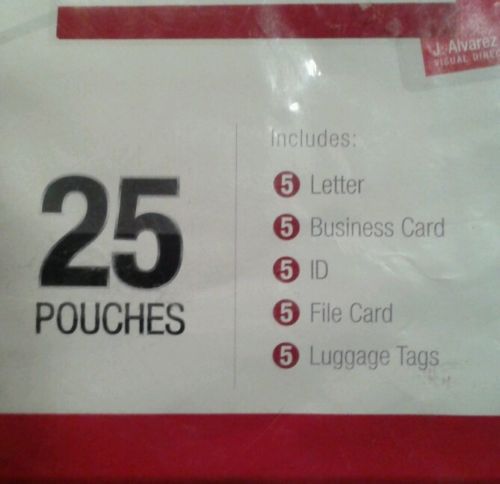 J. Alvarez
25
POUCHES
Includes:
5 Letter
5 Business Card
5 ID
5 File Card
5 Luggage Tags